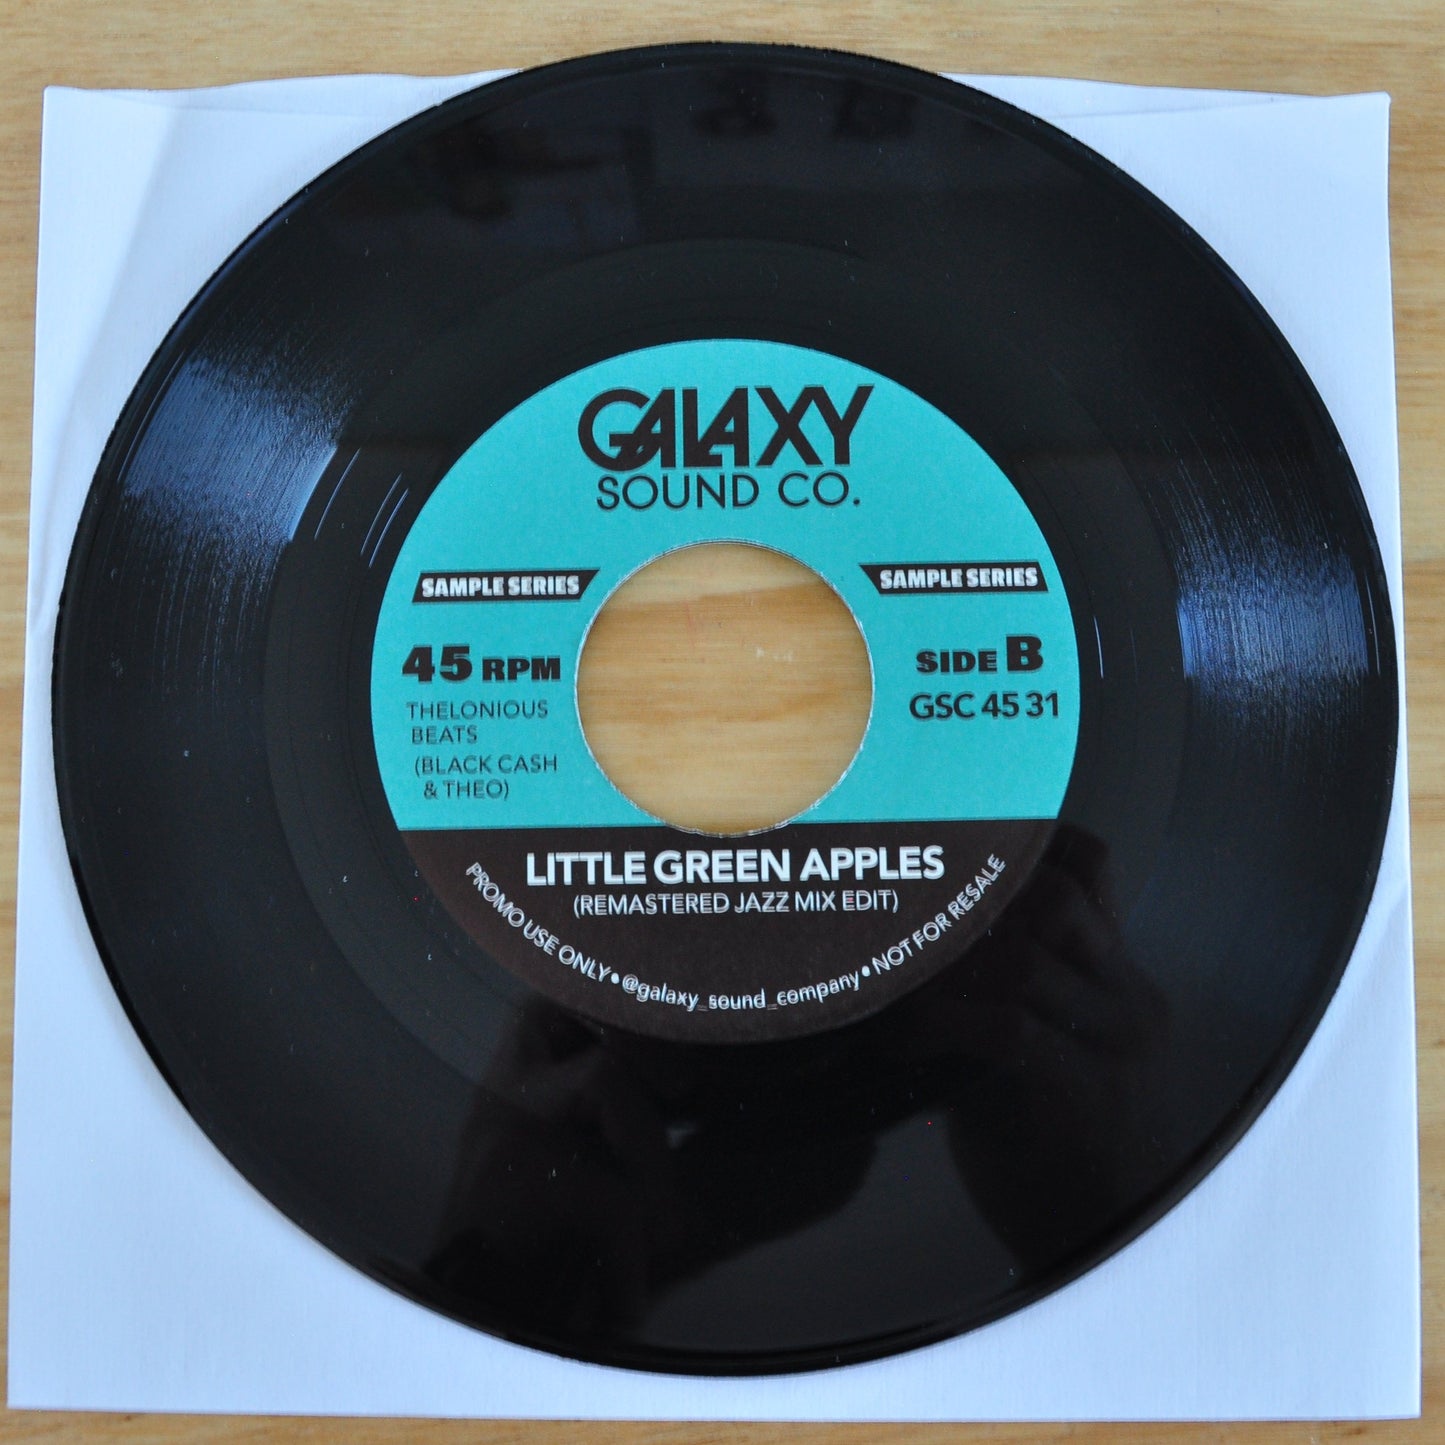 GALAXY
SOUND CO.
SAMPLE SERIES
SAMPLE SERIES
45 RPM
THELONIOUS
BEATS
(BLACK CASH
& THEO)
SIDE B
GSC 45 31
LITTLE GREEN APPLES
(REMASTERED JAZZ MIX EDIT)
PROMO USE ONLY • @galaxy_sound_company • NOT FOR RESALE